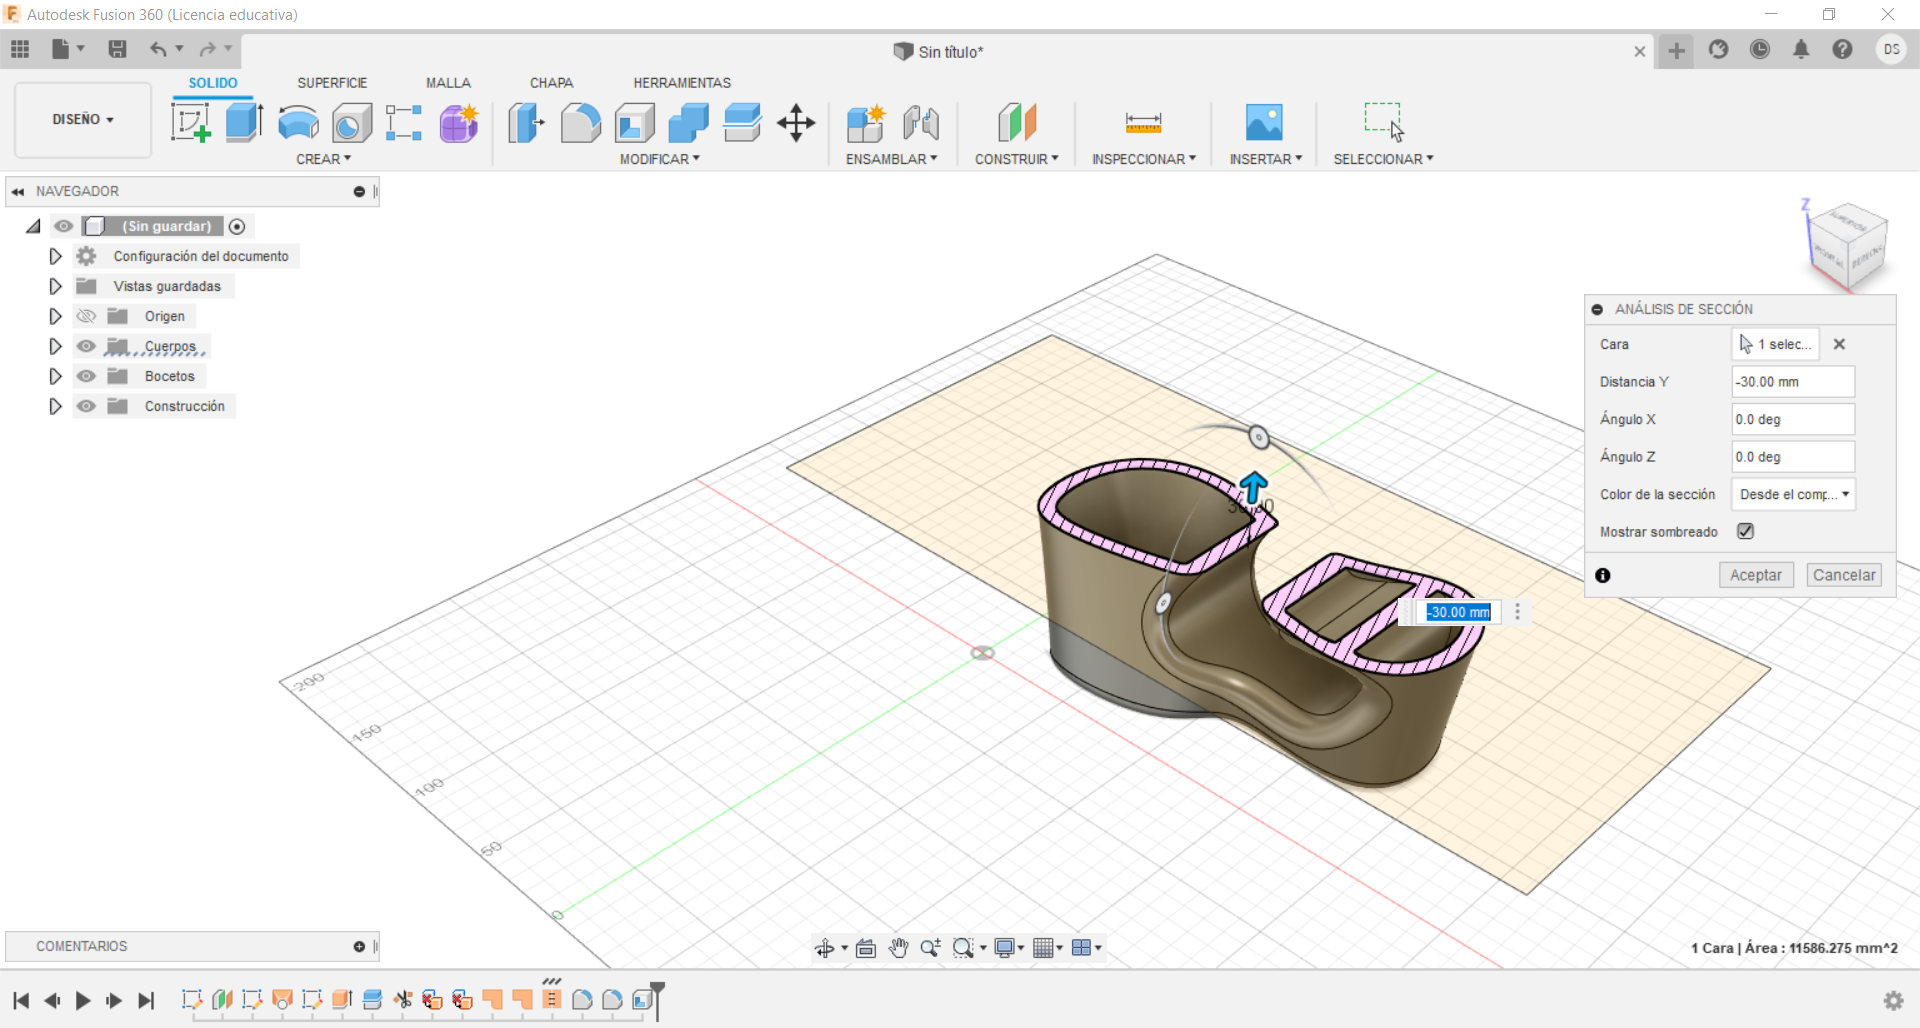 Autodesk Fusion 360 (Licencia educativa)
Sin título*
DS
DISEÑO
SOLIDO SUPERFICIE MALLA CHAPA HERRAMIENTAS
CREAR MODIFICAR ENSAMBLAR CONSTRUIR INSPECCIONAR INSERTAR SELECCIONAR
NAVEGADOR
(Sin guardar)
Configuración del documento
Vistas guardadas
Origen
Cuerpos
Bocetos
Construcción
Z
SUPERIOR
DERECHA
ANÁLISIS DE SECCIÓN
Cara 1 selec...
Distancia Y -30.00 mm
Ángulo X 0.0 deg
Ángulo Z 0.0 deg
Color de la sección Desde el comp...
Mostrar sombreado
Aceptar Cancelar
-30.00 mm
200
150
100
50
0
COMENTARIOS
1 Cara | Área : 11586.275 mm^2